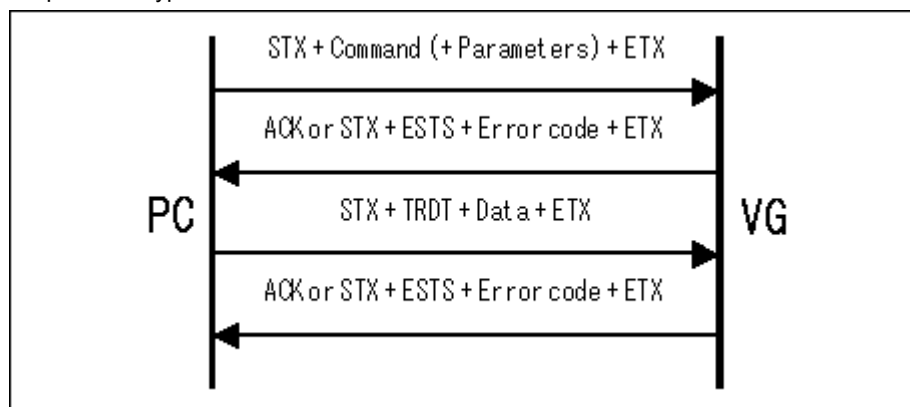 STX + Command (+ Parameters) + ETX
ACK or STX + ESTS + Error code + ETX
PC
STX + TRDT + Data + ETX
VG
ACK or STX + ESTS + Error code + ETX